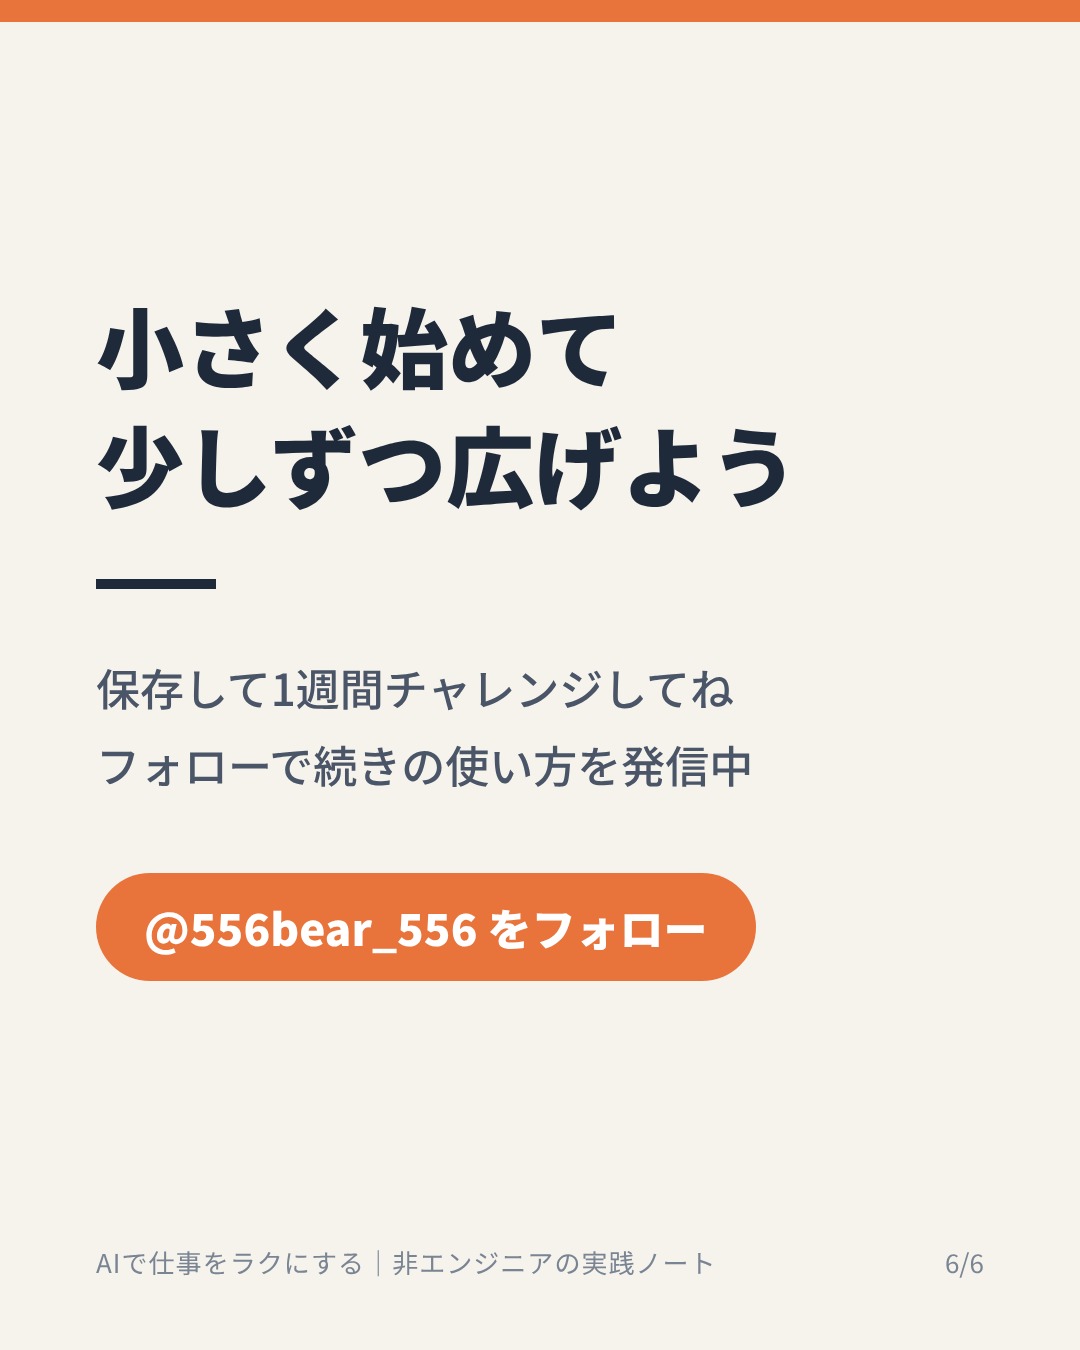 小さく始めて
少しずつ広げよう
保存して1週間チャレンジしてね
フォローで続きの使い方を発信中
@556bear_556 をフォロー
AIで仕事をラクにする｜非エンジニアの実践ノート
6/6